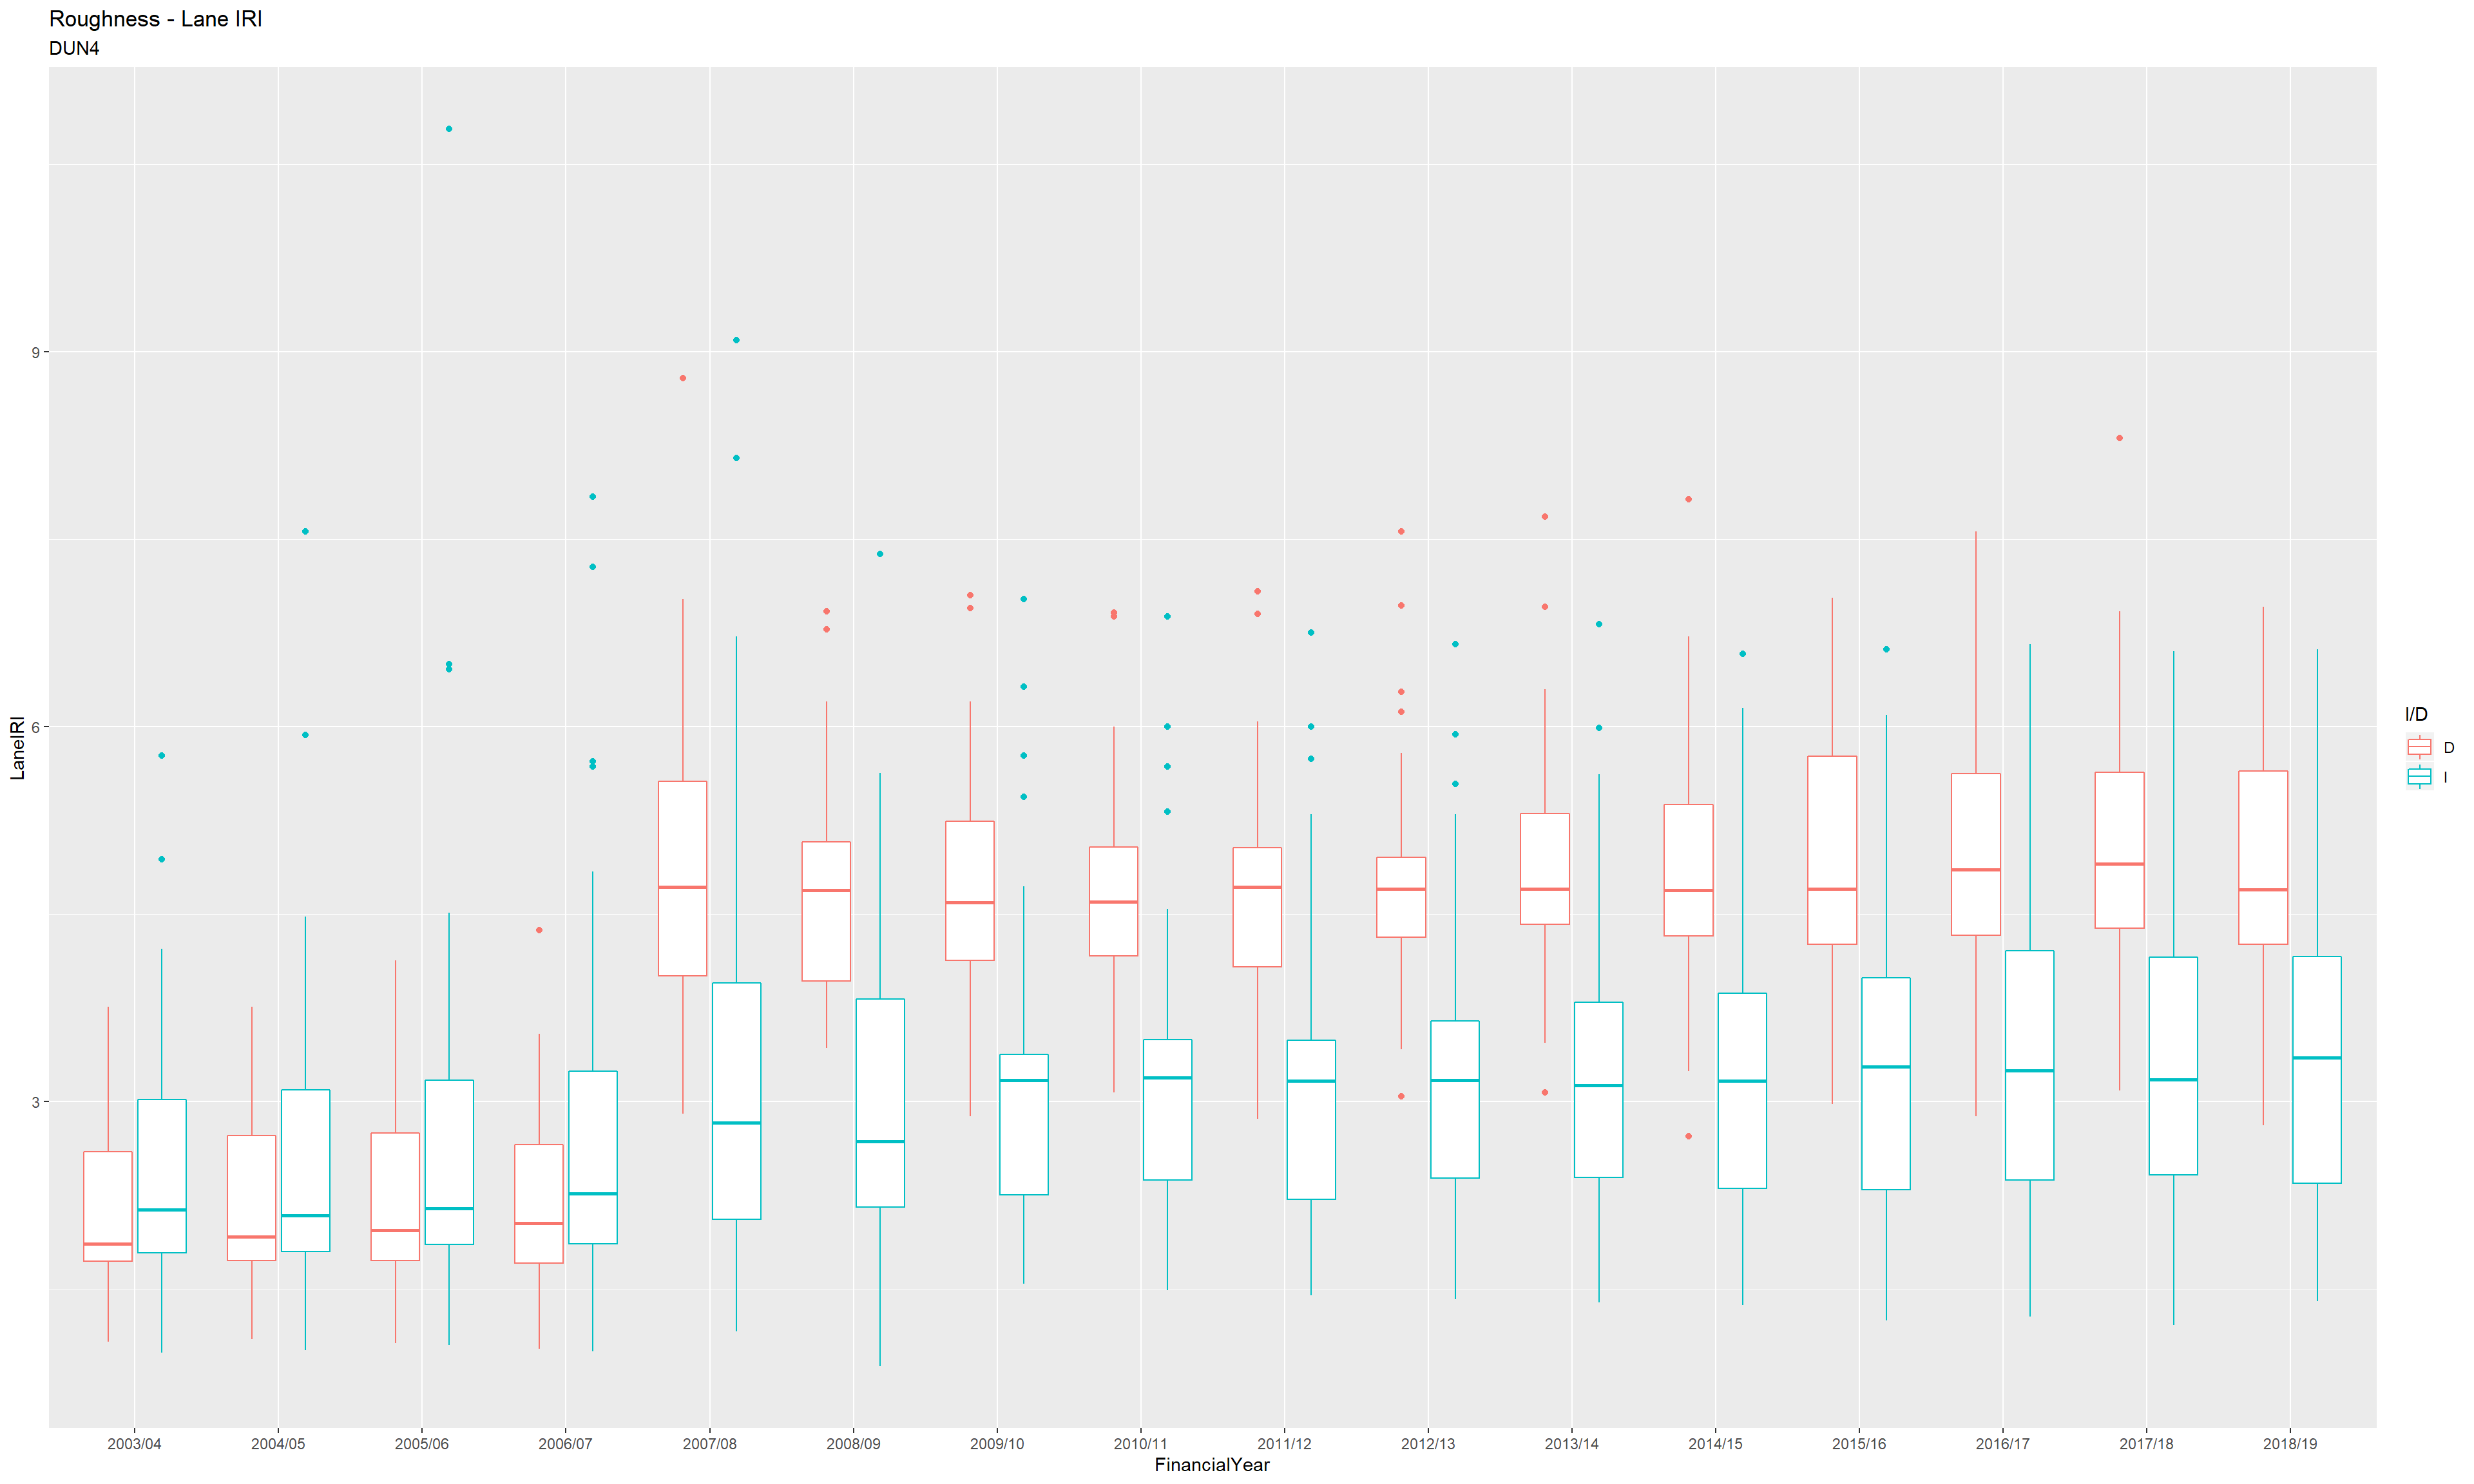 Roughness - Lane IRI
DUN4
LaneIRI
9
6
3
2003/04
2004/05
2005/06
2006/07
2007/08
2008/09
2009/10
2010/11
2011/12
2012/13
2013/14
2014/15
2015/16
2016/17
2017/18
2018/19
FinancialYear
I/D
D
I